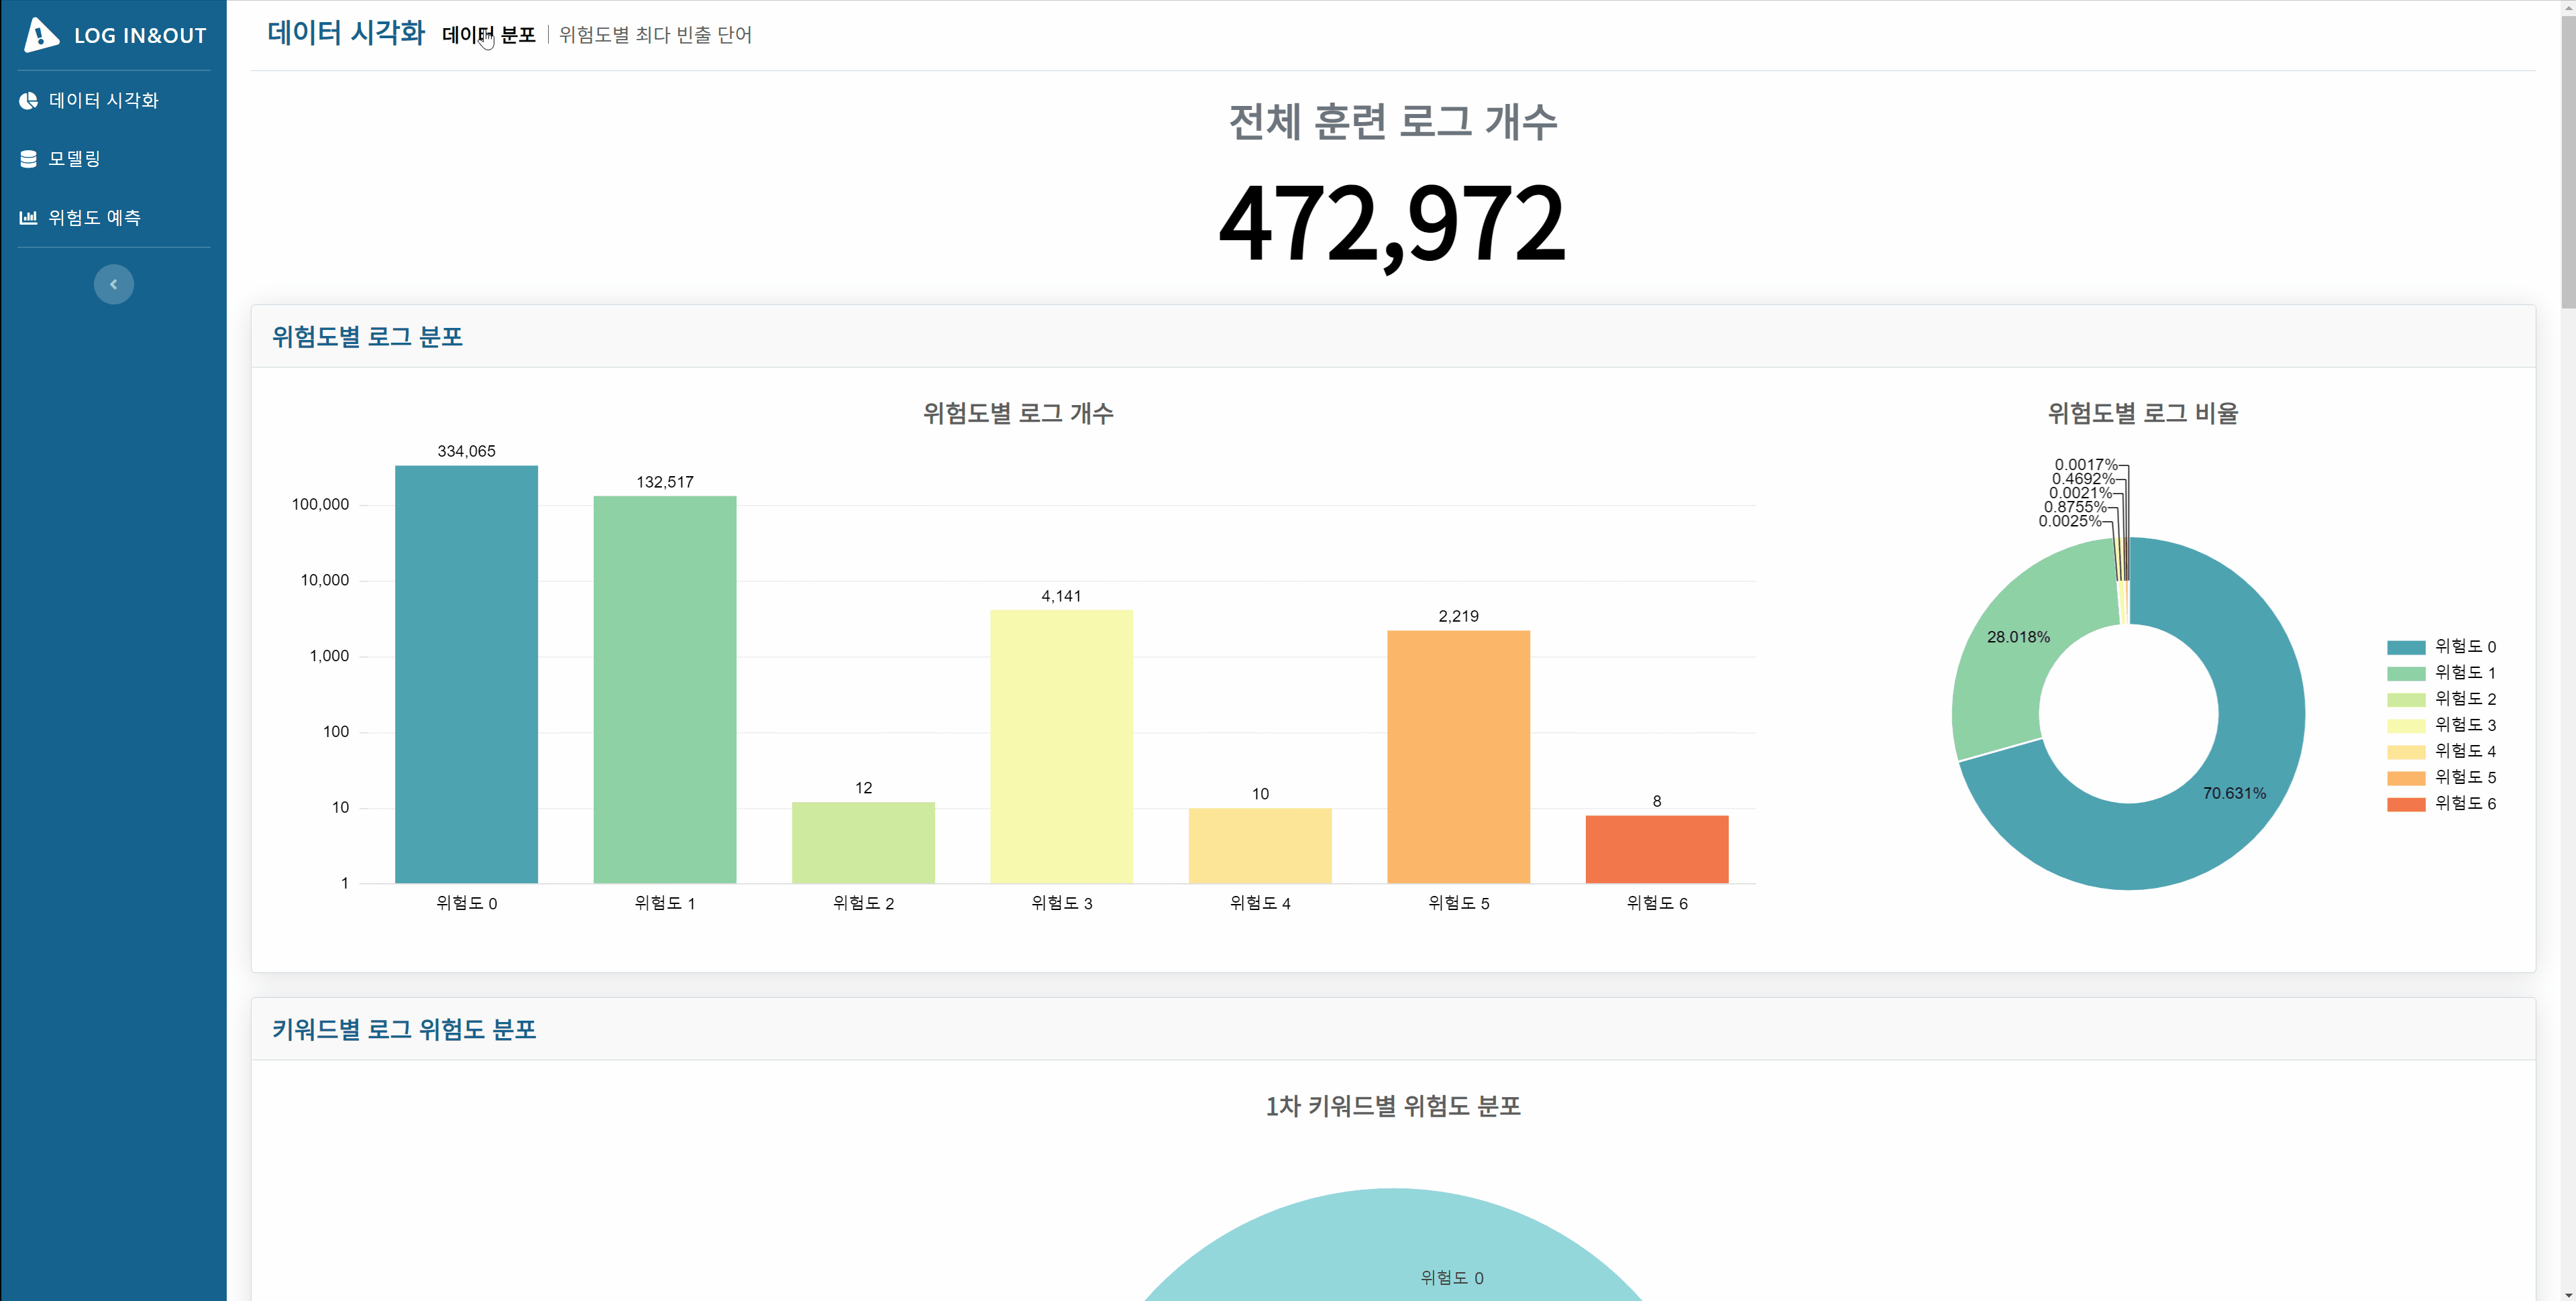 LOG IN&OUT
데이터 시각화
모델링
위험도 예측
데이터 시각화 데이터 분포 | 위험도별 최다 빈출 단어
전체 훈련 로그 개수
472,972
위험도별 로그 분포
위험도별 로그 개수
334,065
132,517
12
4,141
10
2,219
8
100,000
10,000
1,000
100
10
1
위험도 0
위험도 1
위험도 2
위험도 3
위험도 4
위험도 5
위험도 6
위험도별 로그 비율
0.0017%
0.4692%
0.0021%
0.8755%
0.0025%
28.018%
70.631%
위험도 0
위험도 1
위험도 2
위험도 3
위험도 4
위험도 5
위험도 6
키워드별 로그 위험도 분포
1차 키워드별 위험도 분포
위험도 0